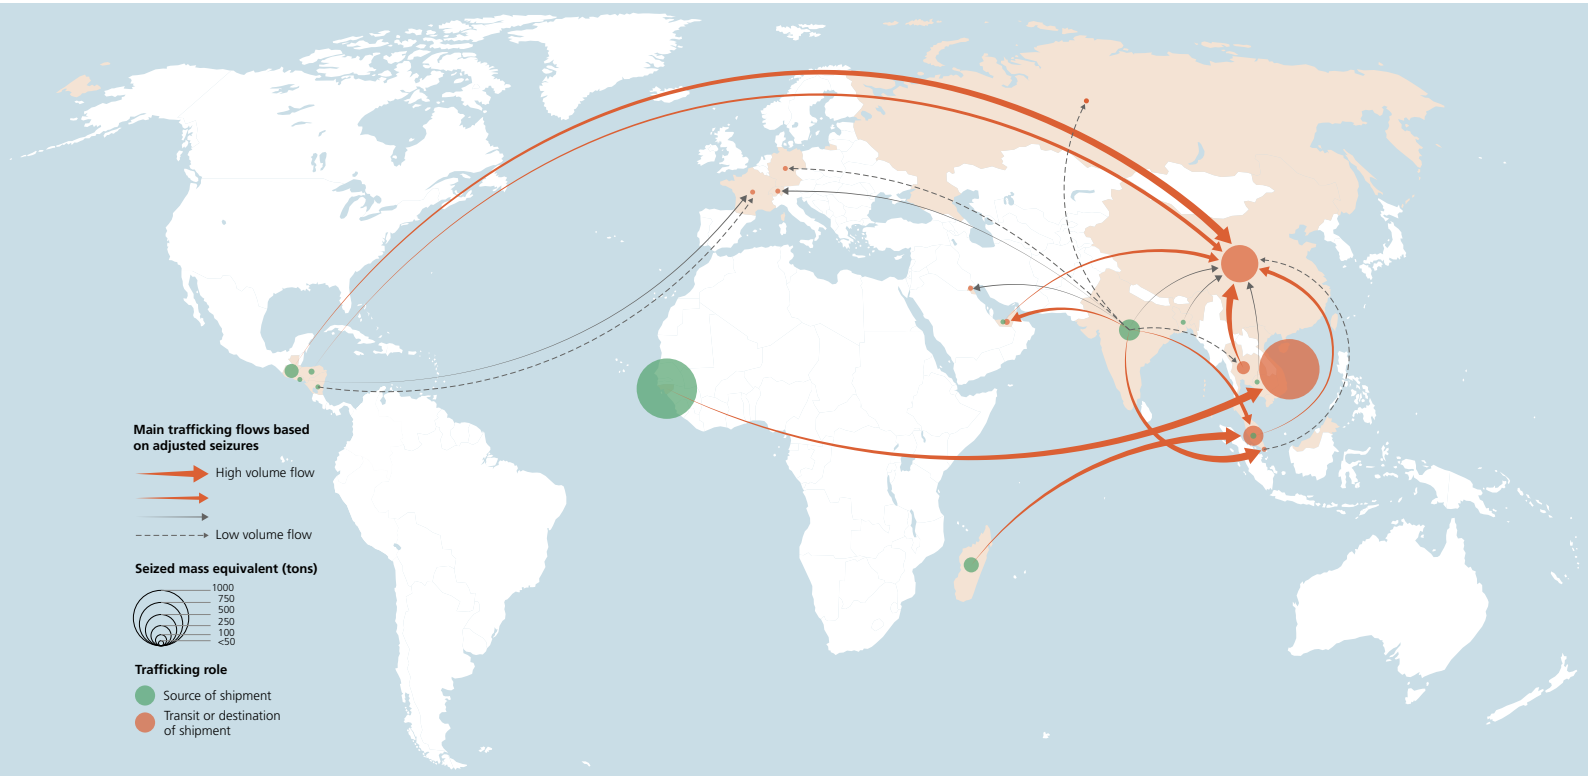 Main trafficking flows based
on adjusted seizures
High volume flow
Low volume flow
Seized mass equivalent (tons)
1000
750
500
250
100
<50
Trafficking role
Source of shipment
Transit or destination
of shipment